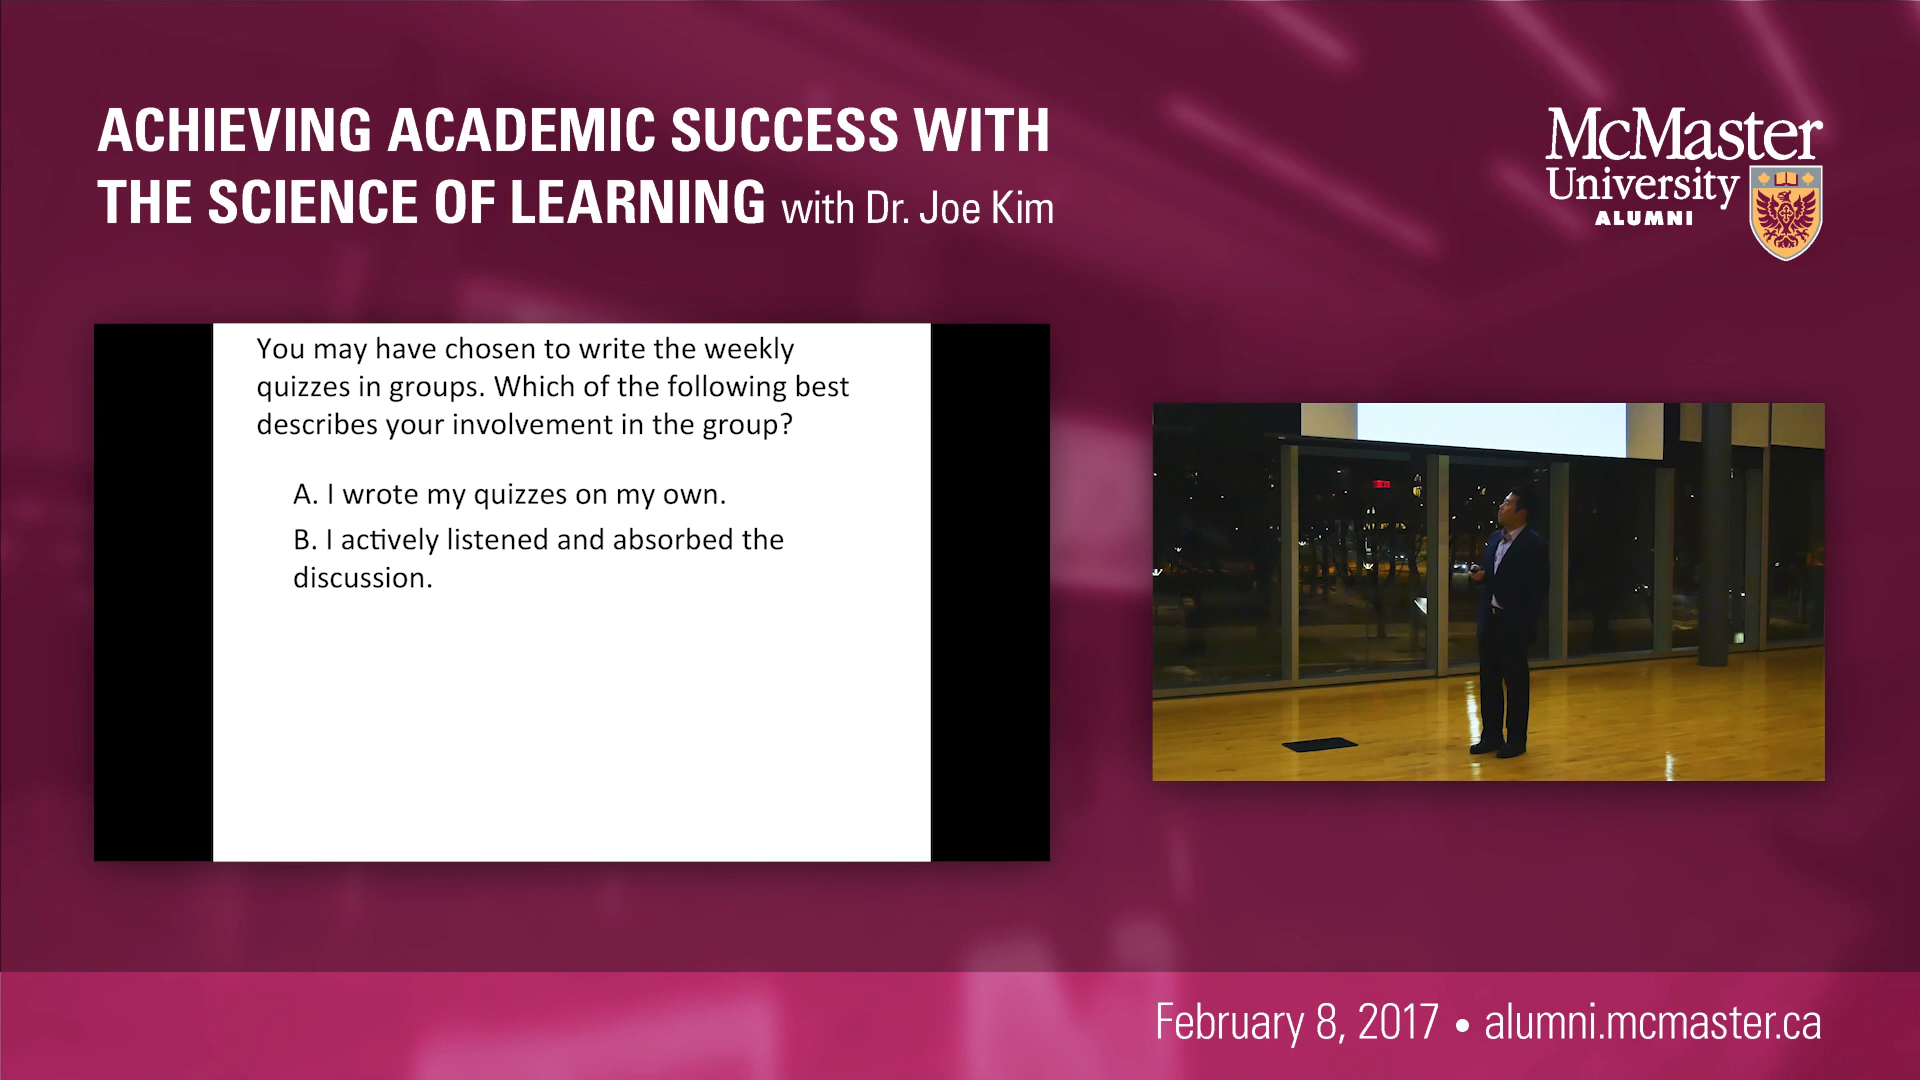 ACHIEVING ACADEMIC SUCCESS WITH
THE SCIENCE OF LEARNING with Dr. Joe Kim
McMaster
University
ALUMNI
You may have chosen to write the weekly
quizzes in groups. Which of the following best
describes your involvement in the group?
A. I wrote my quizzes on my own.
B. I actively listened and absorbed the
discussion.
February 8, 2017 • alumni.mcmaster.ca